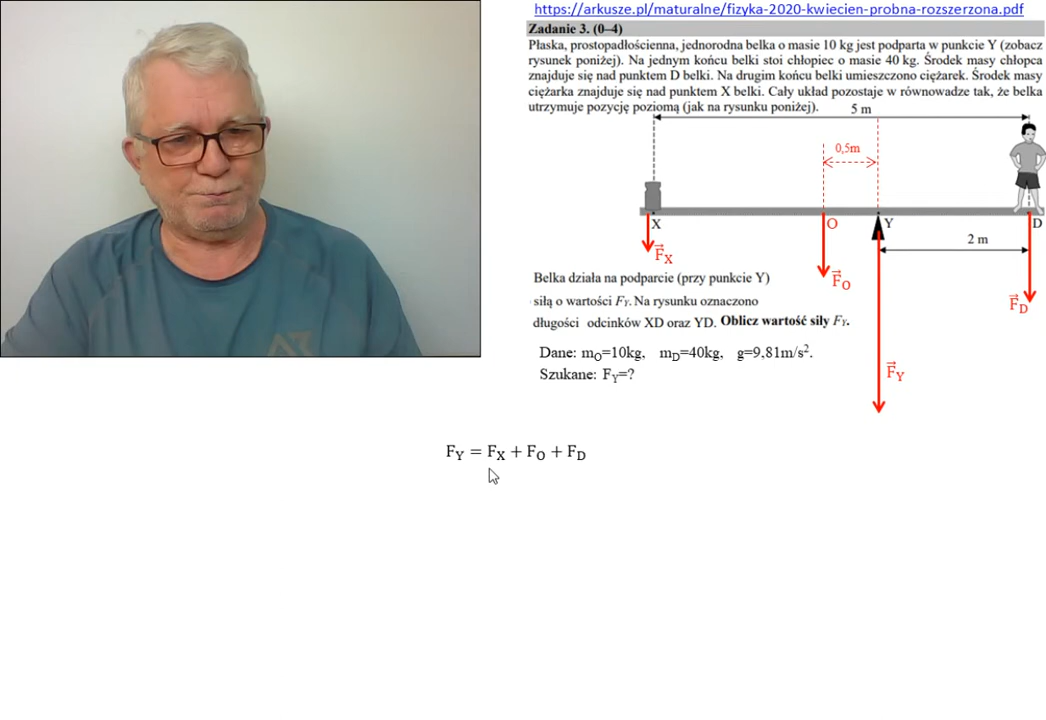 https://arkusze.pl/maturalne/fizyka-2020-kwiecien-probna-rozszerzona.pdf
Zadanie 3. (0–4)
Płaska, prostopadłościenna, jednorodna belka o masie 10 kg jest podparta w punkcie Y (zobacz
rysunek poniżej). Na jednym końcu belki stoi chłopiec o masie 40 kg. Środek masy chłopca
znajduje się nad punktem D belki. Na drugim końcu belki umieszczono ciężarek. Środek masy
ciężarka znajduje się nad punktem X belki. Cały układ pozostaje w równowadze tak, że belka
utrzymuje pozycję poziomą (jak na rysunku poniżej).
5 m
0,5m
X
O
Y
D
2 m
F⃗X
F⃗O
F⃗D
F⃗Y
Belka działa na podparcie (przy punkcie Y)
siłą o wartości FY. Na rysunku oznaczono
długości odcinków XD oraz YD. Oblicz wartość siły FY.
Dane: mO=10kg, mD=40kg, g=9,81m/s².
Szukane: FY=?
FY = FX + FO + FD